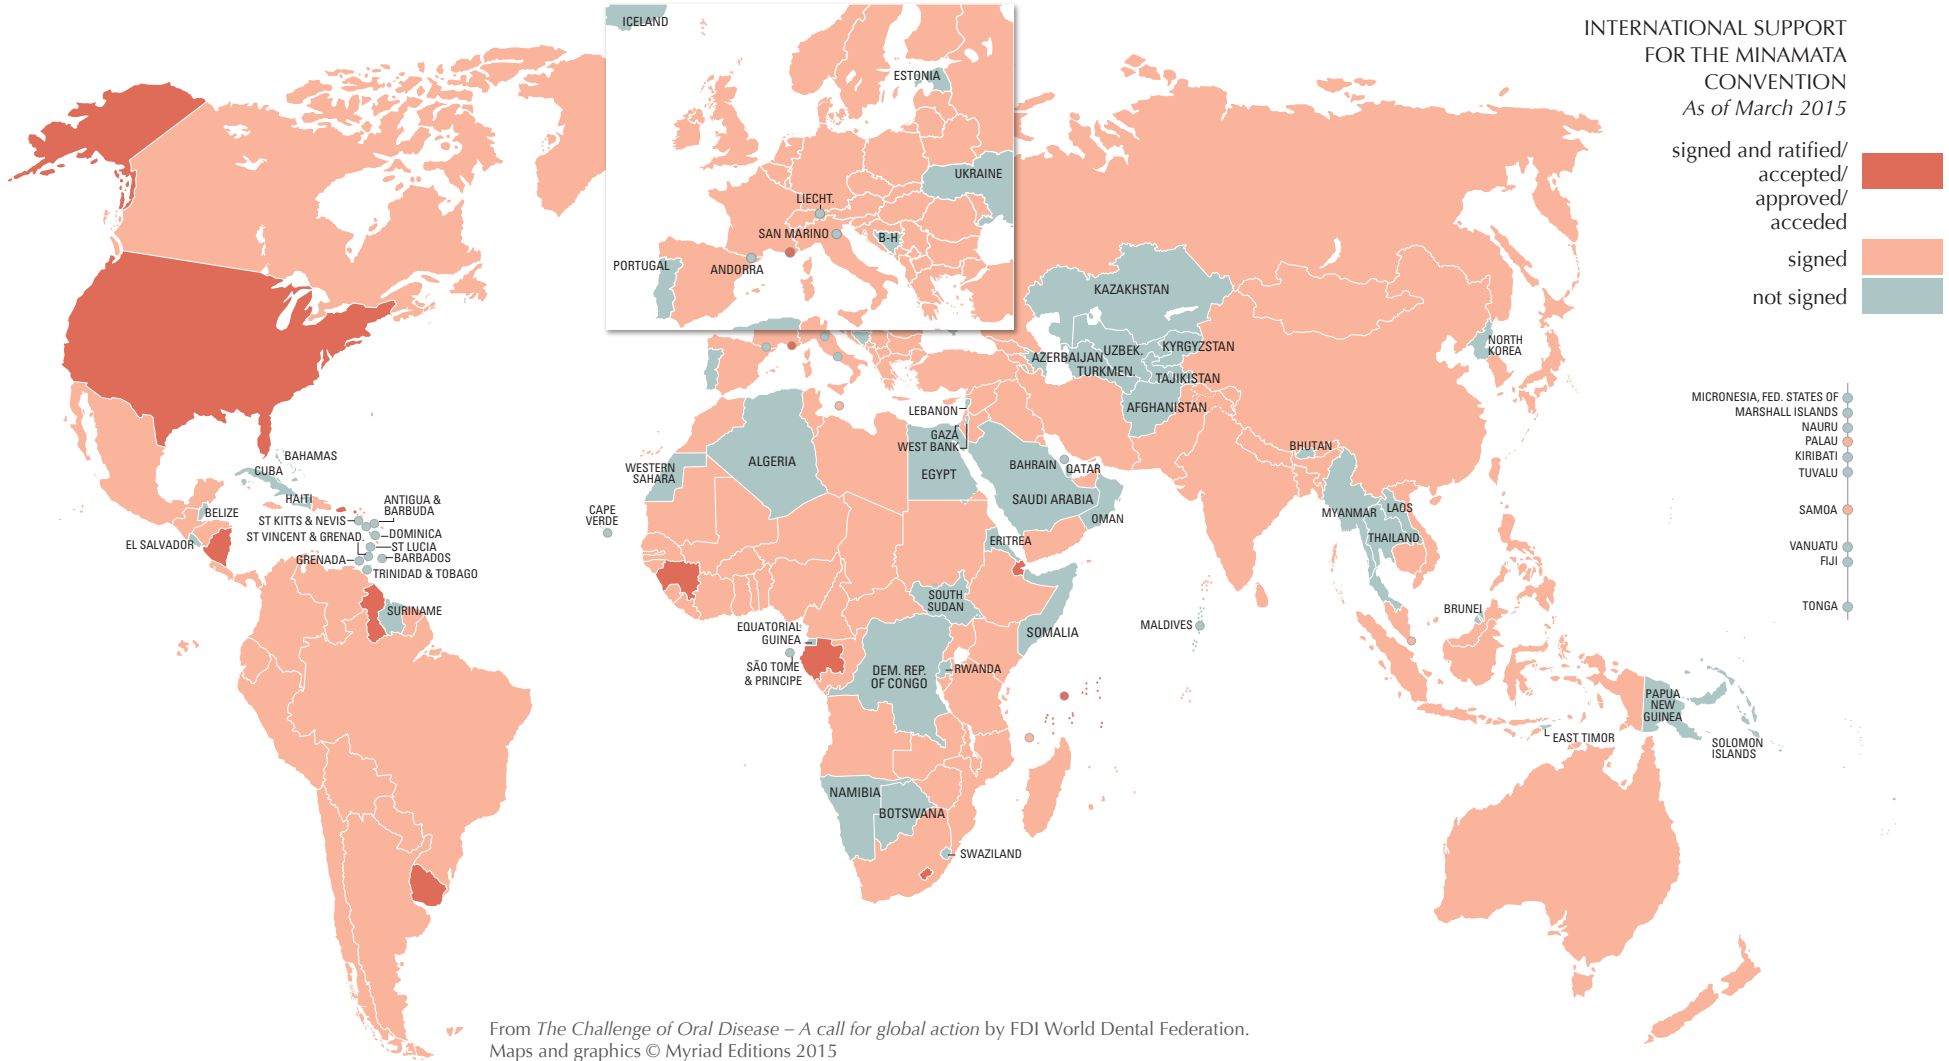 INTERNATIONAL SUPPORT
FOR THE MINAMATA
CONVENTION
As of March 2015
signed and ratified/
accepted/
approved/
acceded
signed
not signed
ICELAND
ESTONIA
UKRAINE
LIECHT.
SAN MARINO
B-H
PORTUGAL
ANDORRA
KAZAKHSTAN
NORTH
KOREA
AZERBAIJAN
UZBEK.
KYRGYZSTAN
TURKMEN.
TAJIKISTAN
AFGHANISTAN
LEBANON
GAZA
WEST BANK
BHUTAN
ALGERIA
WESTERN
SAHARA
EGYPT
BAHRAIN
QATAR
SAUDI ARABIA
OMAN
MYANMAR
LAOS
THAILAND
BAHAMAS
CUBA
HAITI
BELIZE
ANTIGUA &
BARBUDA
ST KITTS & NEVIS
ST VINCENT & GRENAD.
DOMINICA
EL SALVADOR
ST LUCIA
GRENADA
BARBADOS
TRINIDAD & TOBAGO
SURINAME
CAPE
VERDE
ERITREA
SOUTH
SUDAN
SOMALIA
EQUATORIAL
GUINEA
SÃO TOME
& PRINCIPE
DEM. REP.
OF CONGO
RWANDA
MALDIVES
BRUNEI
NAMIBIA
BOTSWANA
SWAZILAND
PAPUA
NEW
GUINEA
EAST TIMOR
SOLOMON
ISLANDS
MICRONESIA, FED. STATES OF
MARSHALL ISLANDS
NAURU
PALAU
KIRIBATI
TUVALU
SAMOA
VANUATU
FIJI
TONGA
From The Challenge of Oral Disease – A call for global action by FDI World Dental Federation.
Maps and graphics © Myriad Editions 2015